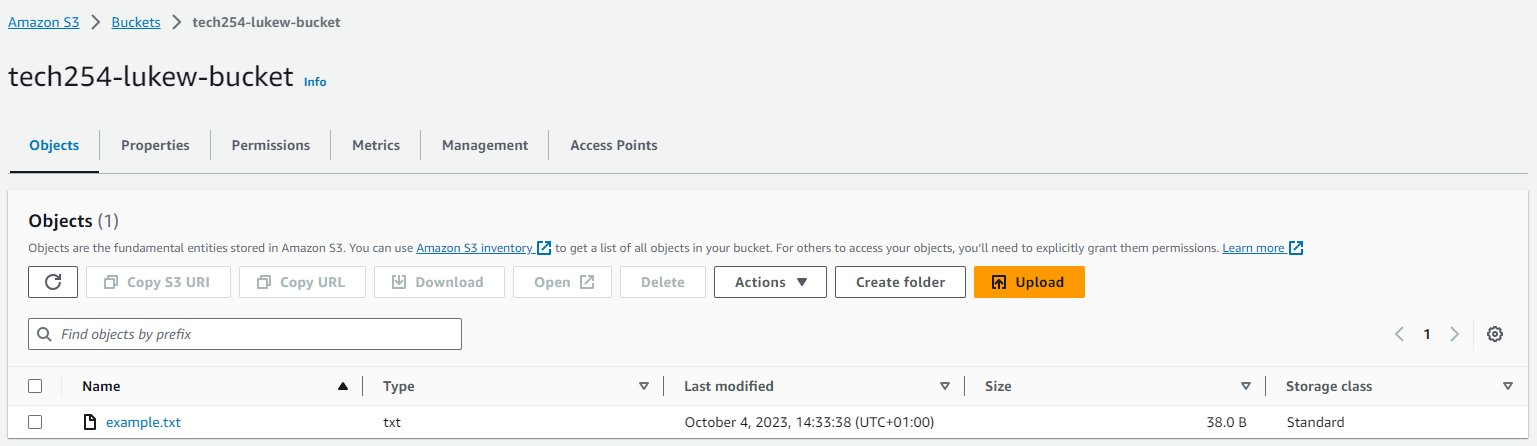 Amazon S3 > Buckets > tech254-lukew-bucket
tech254-lukew-bucket Info
Objects Properties Permissions Metrics Management Access Points
Objects (1)
Objects are the fundamental entities stored in Amazon S3. You can use Amazon S3 inventory to get a list of all objects in your bucket. For others to access your objects, you’ll need to explicitly grant them permissions. Learn more
Copy S3 URI Copy URL Download Open Delete Actions Create folder Upload
Find objects by prefix 1
Name Type Last modified Size Storage class
example.txt txt October 4, 2023, 14:33:38 (UTC+01:00) 38.0 B Standard